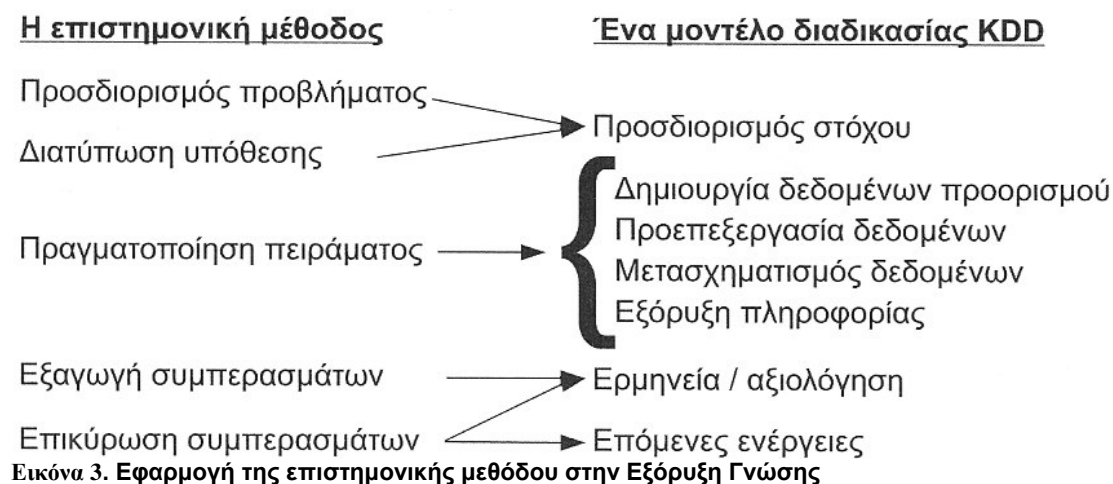 Η επιστημονική μέθοδος
Ένα μοντέλο διαδικασίας KDD
Προσδιορισμός προβλήματος
Διατύπωση υπόθεσης
Προσδιορισμός στόχου
Πραγματοποίηση πειράματος
Δημιουργία δεδομένων προορισμού
Προεπεξεργασία δεδομένων
Μετασχηματισμός δεδομένων
Εξόρυξη πληροφορίας
Εξαγωγή συμπερασμάτων
Ερμηνεία / αξιολόγηση
Επικύρωση συμπερασμάτων
Επόμενες ενέργειες
Εικόνα 3. Εφαρμογή της επιστημονικής μεθόδου στην Εξόρυξη Γνώσης